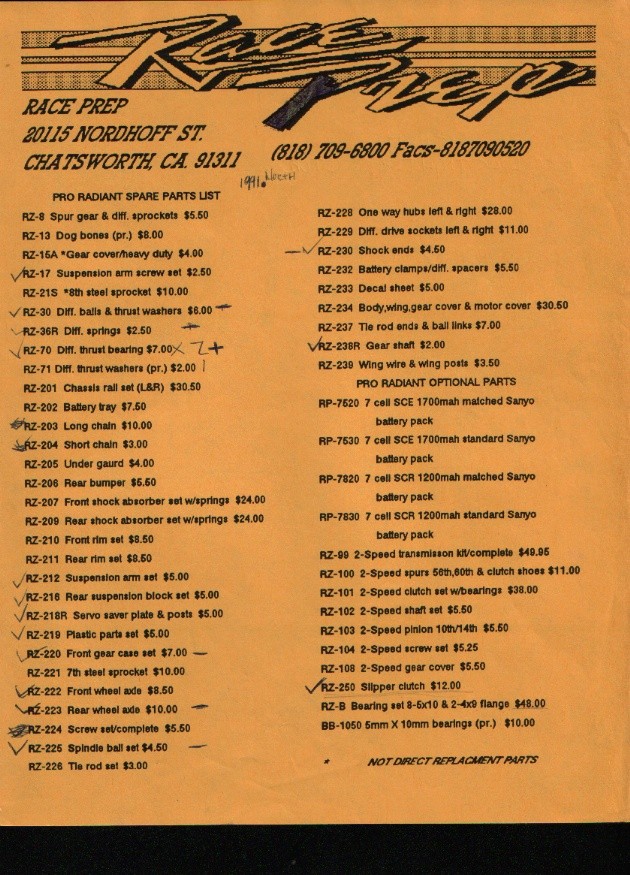 Race Prep
RACE PREP
20115 NORDHOFF ST.
CHATSWORTH, CA. 91311
(818) 709-6800 Facs-8187090520
1991.
PRO RADIANT SPARE PARTS LIST
RZ-8 Spur gear & diff. sprockets $5.50
RZ-13 Dog bones (pr.) $8.00
RZ-15A *Gear cover/heavy duty $4.00
RZ-17 Suspension arm screw set $2.50
RZ-21S *8th steel sprocket $10.00
RZ-30 Diff. balls & thrust washers $6.00
RZ-36R Diff. springs $2.50
RZ-70 Diff. thrust bearing $7.00 X 2+
RZ-71 Diff. thrust washers (pr.) $2.00
RZ-201 Chassis rail set (L&R) $30.50
RZ-202 Battery tray $7.50
RZ-203 Long chain $10.00
RZ-204 Short chain $3.00
RZ-205 Under gaurd $4.00
RZ-206 Rear bumper $5.50
RZ-207 Front shock absorber set w/springs $24.00
RZ-209 Rear shock absorber set w/springs $24.00
RZ-210 Front rim set $8.50
RZ-211 Rear rim set $8.50
RZ-212 Suspension arm set $5.00
RZ-216 Rear suspension block set $5.00
RZ-218R Servo saver plate & posts $5.00
RZ-219 Plastic parts set $5.00
RZ-220 Front gear case set $7.00
RZ-221 7th steel sprocket $10.00
RZ-222 Front wheel axle $8.50
RZ-223 Rear wheel axle $10.00
RZ-224 Screw set/complete $5.50
RZ-225 Spindle ball set $4.50
RZ-226 Tie rod set $3.00
RZ-228 One way hubs left & right $28.00
RZ-229 Diff. drive sockets left & right $11.00
RZ-230 Shock ends $4.50
RZ-232 Battery clamps/diff. spacers $5.50
RZ-233 Decal sheet $5.00
RZ-234 Body,wing,gear cover & motor cover $30.50
RZ-237 Tie rod ends & ball links $7.00
RZ-238R Gear shaft $2.00
RZ-239 Wing wire & wing posts $3.50
PRO RADIANT OPTIONAL PARTS
RP-7520 7 cell SCE 1700mah matched Sanyo
battery pack
RP-7530 7 cell SCE 1700mah standard Sanyo
battery pack
RP-7820 7 cell SCR 1200mah matched Sanyo
battery pack
RP-7830 7 cell SCR 1200mah standard Sanyo
battery pack
RZ-99 2-Speed transmisson kit/complete $49.95
RZ-100 2-Speed spurs 56th,60th & clutch shoes $11.00
RZ-101 2-Speed clutch set w/bearings $38.00
RZ-102 2-Speed shaft set $5.50
RZ-103 2-Speed pinion 10th/14th $5.50
RZ-104 2-Speed screw set $5.25
RZ-108 2-Speed gear cover $5.50
RZ-250 Slipper clutch $12.00
RZ-B Bearing set 8-5x10 & 2-4x9 flange $48.00
BB-1050 5mm X 10mm bearings (pr.) $10.00
* NOT DIRECT REPLACMENT PARTS